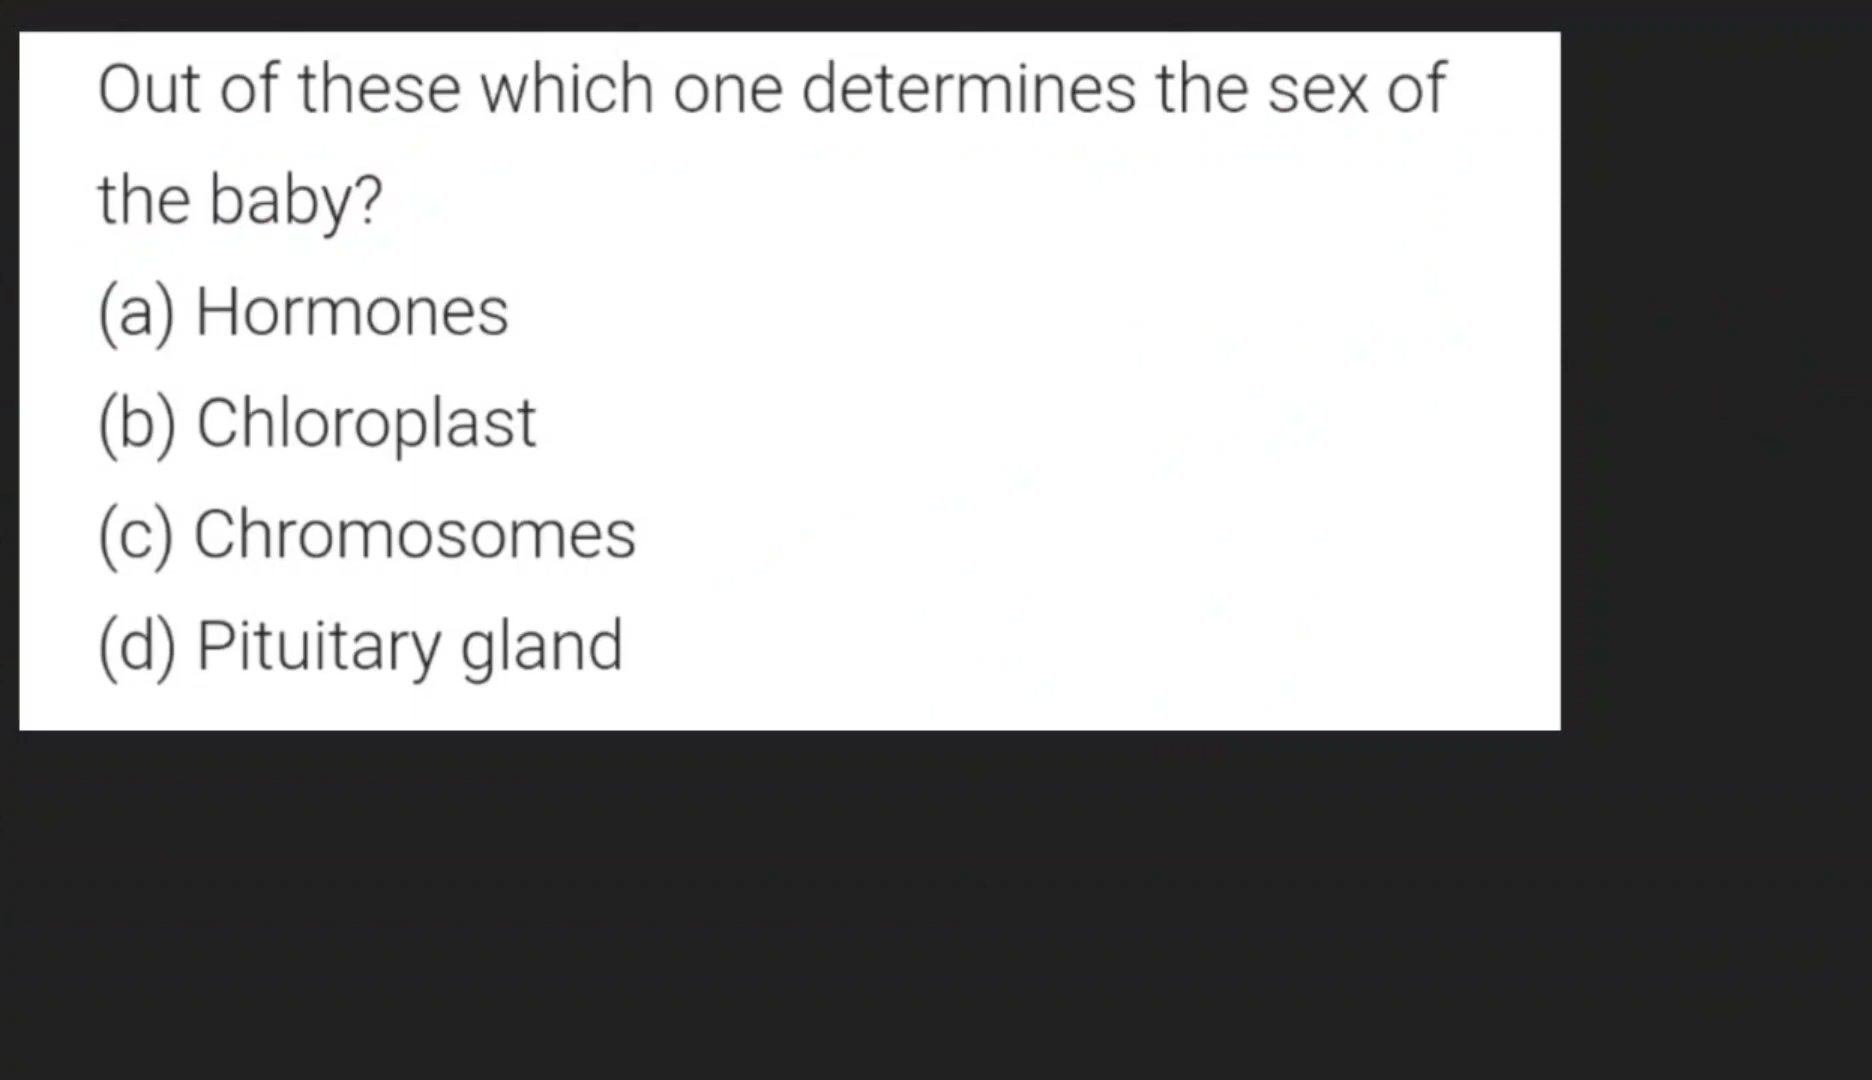 Out of these which one determines the sex of
the baby?
(a) Hormones
(b) Chloroplast
(c) Chromosomes
(d) Pituitary gland